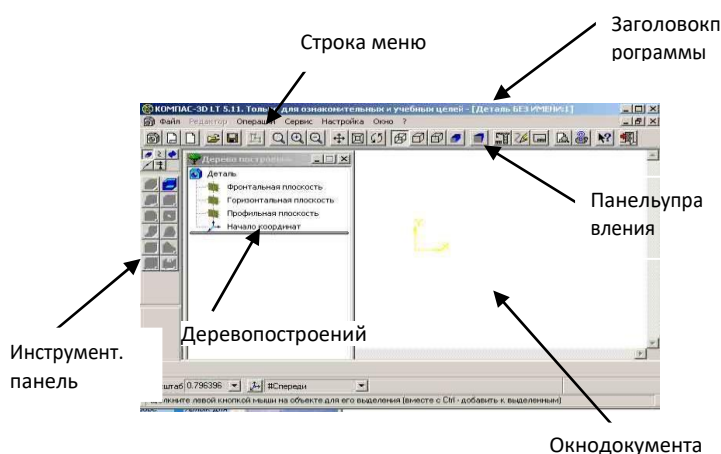 Заголовокп
рограммы
Строка меню
КОМПАС-3D LT 5.11. Только для ознакомительных и учебных целей - [Деталь БЕЗ ИМЕНИ:1]
Файл Редактор Операции Сервис Настройка Окно ?
Дерево построения
Деталь
Фронтальная плоскость
Горизонтальная плоскость
Профильная плоскость
Начало координат
Панельупра
вления
Деревопостроений
Инструмент.
панель
штаб 0.796396 #Спереди
лкните левой кнопкой мыши на объекте для его выделения (вместе с Ctrl - добавить к выделенным)
Окнодокумента